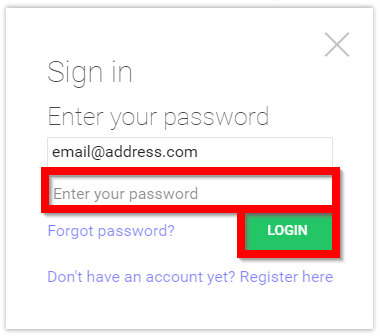 Sign in
Enter your password
email@address.com
Enter your password
Forgot password?
LOGIN
Don't have an account yet? Register here